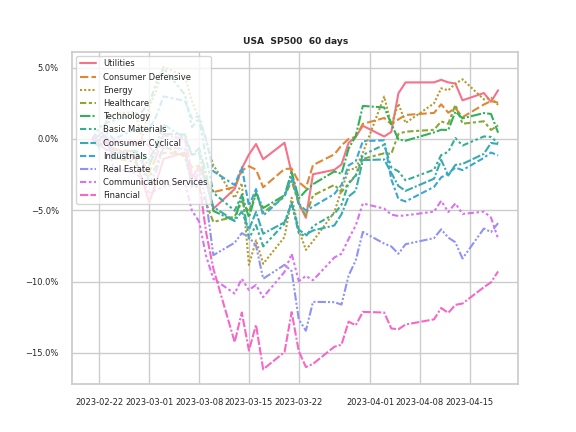 USA SP500 60 days
Utilities
Consumer Defensive
Energy
Healthcare
Technology
Basic Materials
Consumer Cyclical
Industrials
Real Estate
Communication Services
Financial
5.0%
0.0%
−5.0%
−10.0%
−15.0%
2023-02-22 2023-03-01 2023-03-08 2023-03-15 2023-03-22 2023-04-01 2023-04-08 2023-04-15